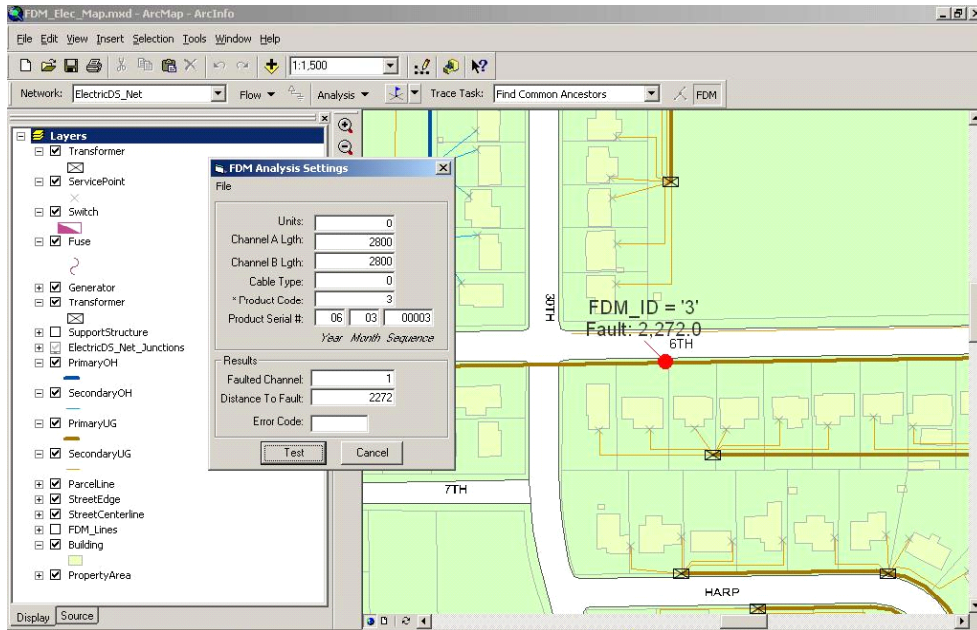 FDM_Elec_Map.mxd - ArcMap - ArcInfo
File Edit View Insert Selection Tools Window Help
1:1,500
Network: ElectricDS_Net Flow Analysis Trace Task: Find Common Ancestors FDM
Layers
Transformer
ServicePoint
Switch
Fuse
Generator
Transformer
SupportStructure
ElectricDS_Net_Junctions
PrimaryOH
SecondaryOH
PrimaryUG
SecondaryUG
ParcelLine
StreetEdge
StreetCenterline
FDM_Lines
Building
PropertyArea
Display Source
FDM Analysis Settings
File
Units: 0
Channel A Lgth: 2800
Channel B Lgth: 2800
Cable Type: 0
* Product Code: 3
Product Serial #: 06 03 00003
Year Month Sequence
Results
Faulted Channel: 1
Distance To Fault: 2272
Error Code:
Test Cancel
30TH
FDM_ID = '3'
Fault: 2,272.0
6TH
7TH
HARP